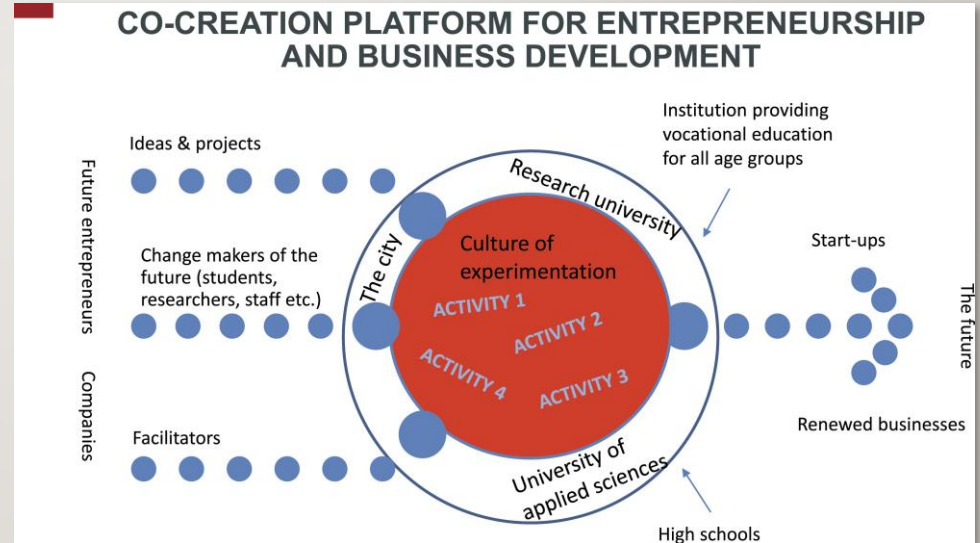 CO-CREATION PLATFORM FOR ENTREPRENEURSHIP
AND BUSINESS DEVELOPMENT
Future entrepreneurs
Companies
Ideas & projects
Change makers of the
future (students,
researchers, staff etc.)
Facilitators
The city
Research university
University of
applied sciences
Culture of
experimentation
ACTIVITY 1
ACTIVITY 2
ACTIVITY 4
ACTIVITY 3
Institution providing
vocational education
for all age groups
High schools
Start-ups
Renewed businesses
The future